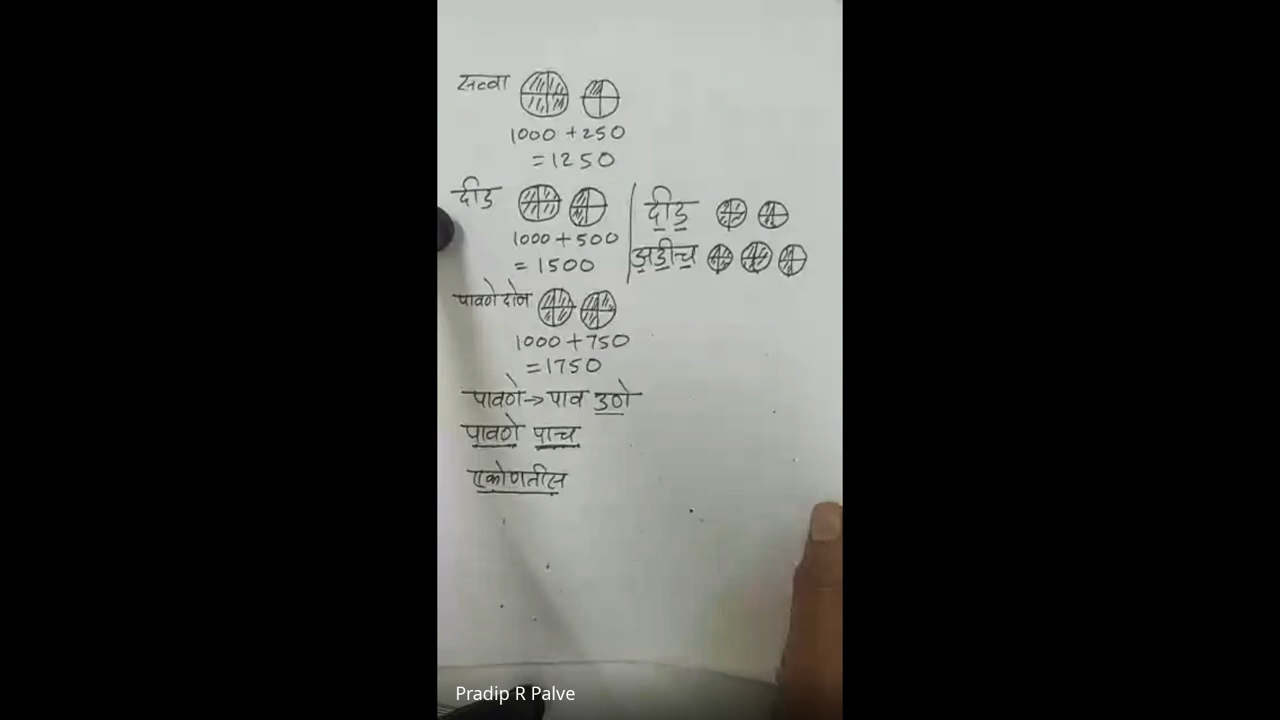 सव्वा
1000 + 250
= 1250
दीड
1000 + 500
= 1500
दीड
अडीच
पावणे दोन
1000 + 750
= 1750
पावणे → पाव उणे
पावणे पाच
एकोणतीस
Pradip R Palve